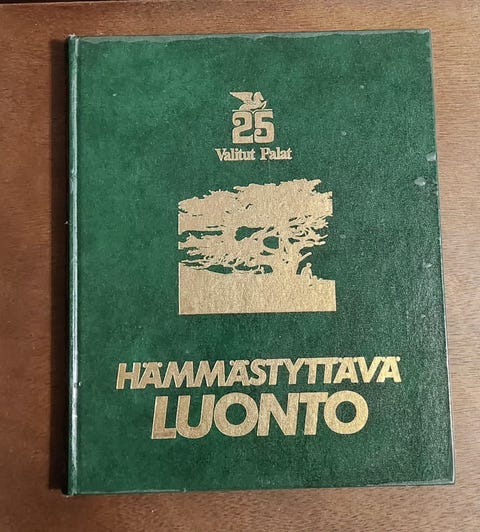 25
Valitut Palat
HÄMMÄSTYTTÄVÄ
LUONTO